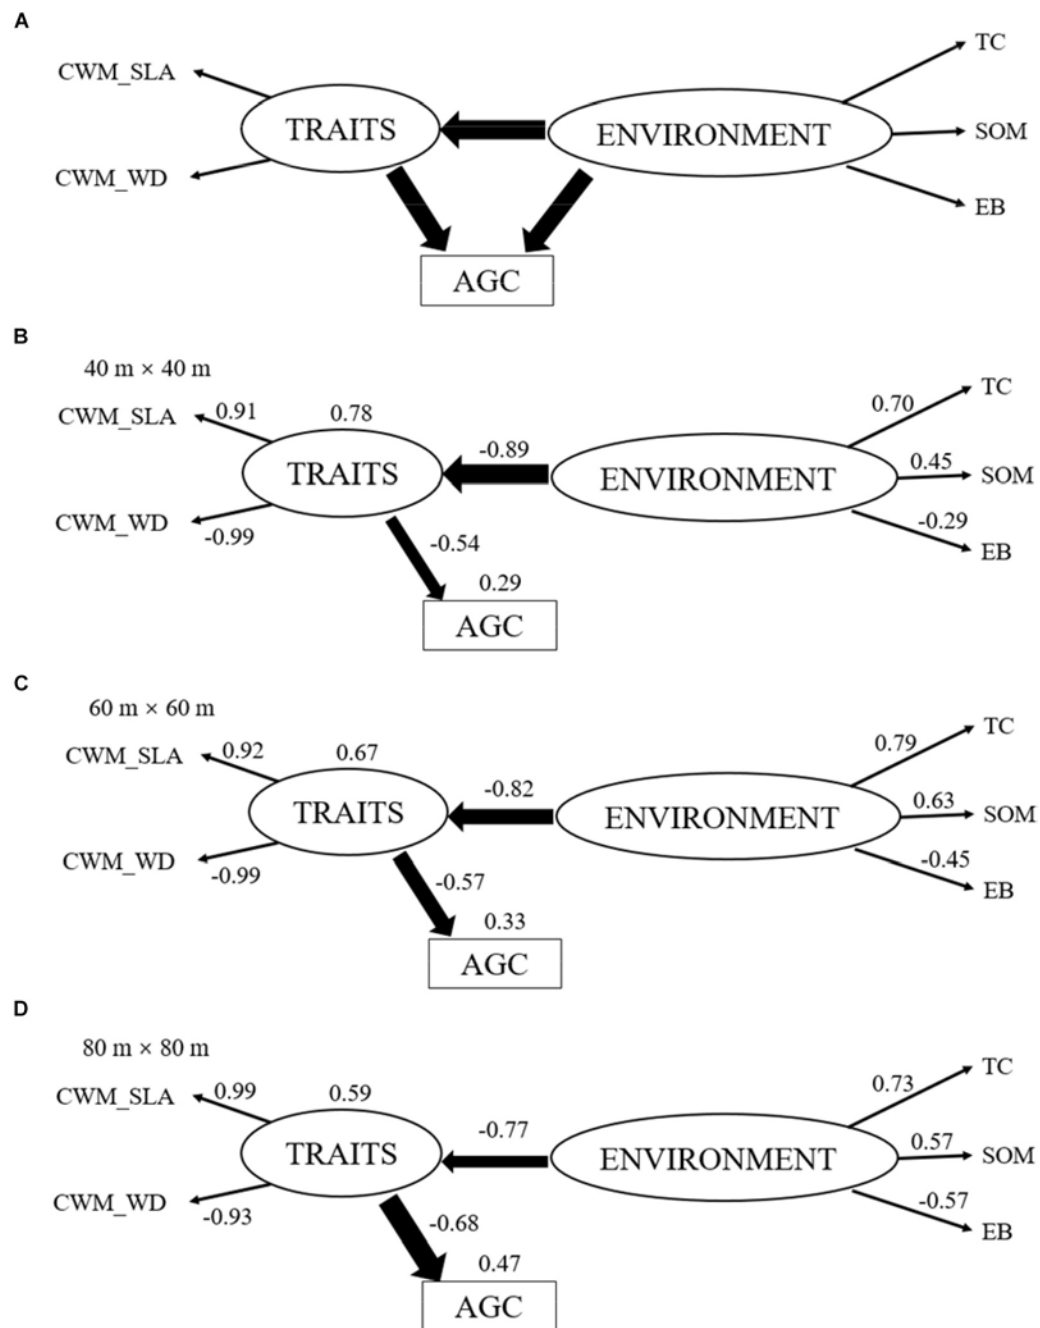 A
TC
CWM_SLA
TRAITS
ENVIRONMENT
SOM
CWM_WD
EB
AGC
B
40 m × 40 m
TC
0.70
CWM_SLA
0.91
0.78
-0.89
0.45
TRAITS
ENVIRONMENT
SOM
CWM_WD
-0.99
-0.29
EB
-0.54
0.29
AGC
C
60 m × 60 m
TC
0.79
CWM_SLA
0.92
0.67
-0.82
0.63
TRAITS
ENVIRONMENT
SOM
CWM_WD
-0.99
-0.45
EB
-0.57
0.33
AGC
D
80 m × 80 m
TC
0.73
CWM_SLA
0.99
0.59
-0.77
0.57
TRAITS
ENVIRONMENT
SOM
CWM_WD
-0.93
-0.57
EB
-0.68
0.47
AGC